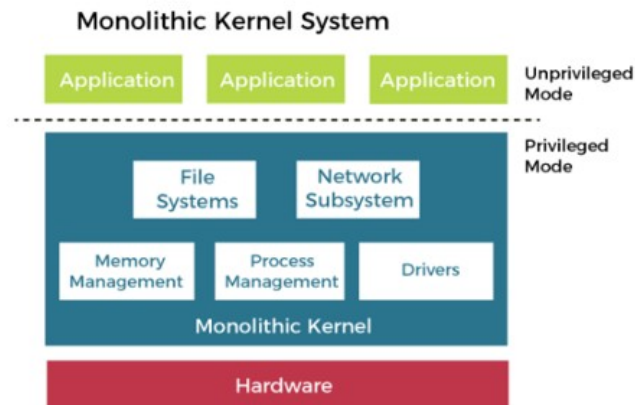 Monolithic Kernel System
Application
Application
Application
Unprivileged
Mode
Privileged
Mode
File
Systems
Network
Subsystem
Memory
Management
Process
Management
Drivers
Monolithic Kernel
Hardware